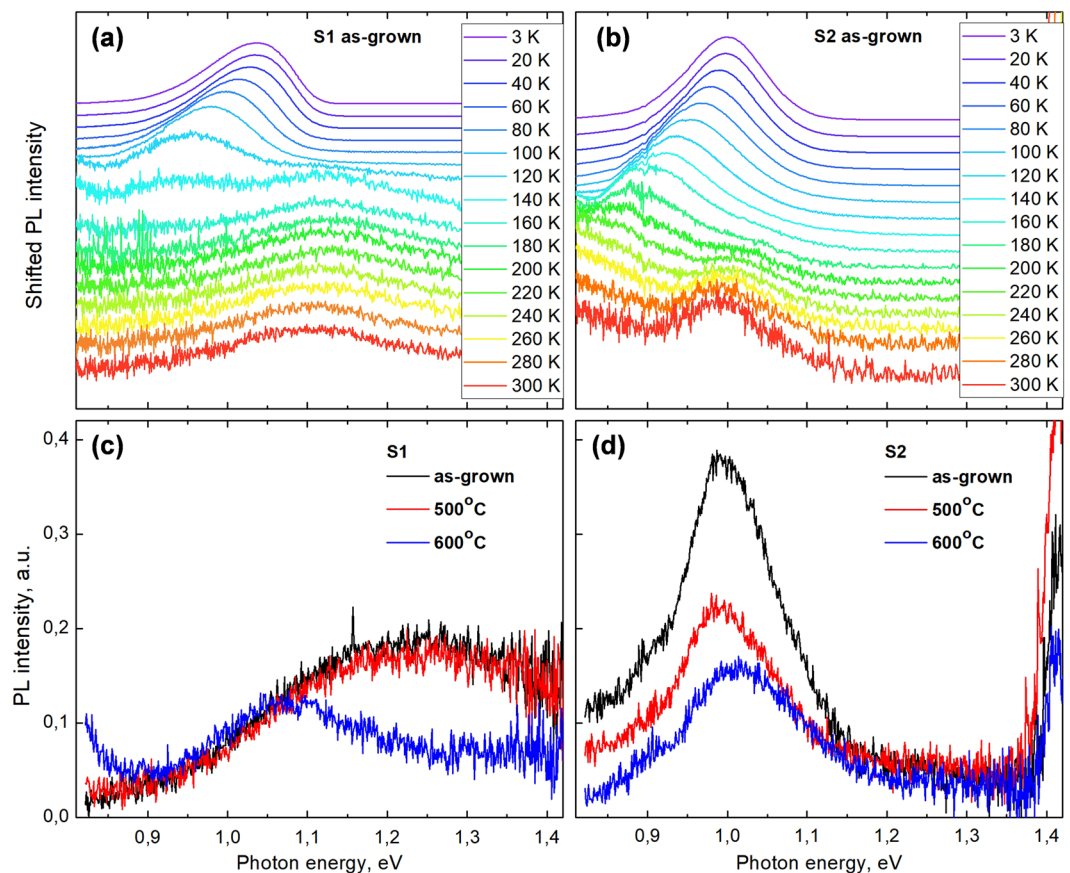 (a)
S1 as-grown
3 K
20 K
40 K
60 K
80 K
100 K
120 K
140 K
160 K
180 K
200 K
220 K
240 K
260 K
280 K
300 K
Shifted PL intensity
(b)
S2 as-grown
3 K
20 K
40 K
60 K
80 K
100 K
120 K
140 K
160 K
180 K
200 K
220 K
240 K
260 K
280 K
300 K
(c)
S1
as-grown
500°C
600°C
PL intensity, a.u.
0,4
0,3
0,2
0,1
0,0
0,9 1,0 1,1 1,2 1,3 1,4
Photon energy, eV
(d)
S2
as-grown
500°C
600°C
0,9 1,0 1,1 1,2 1,3 1,4
Photon energy, eV